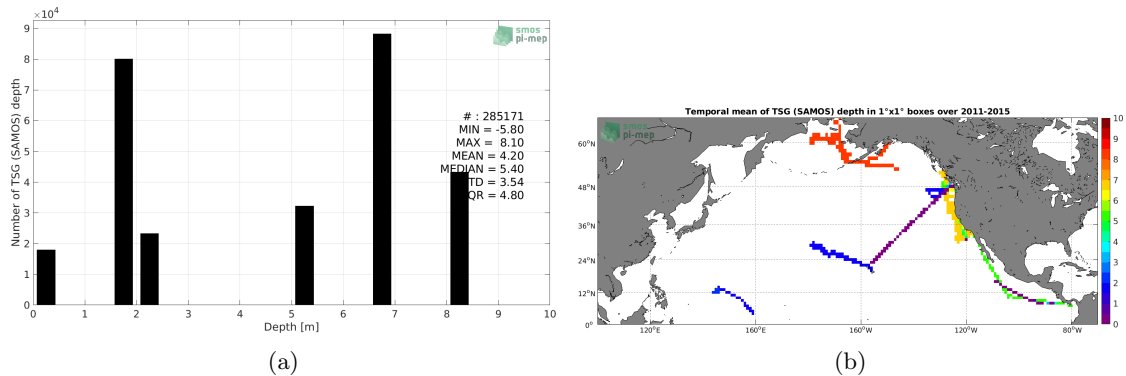 ×10⁴
9
8
7
6
5
4
3
2
1
0
Number of TSG (SAMOS) depth
smos
pi-mep
# : 285171
MIN = -5.80
MAX = 8.10
MEAN = 4.20
MEDIAN = 5.40
TD = 3.54
QR = 4.80
0 1 2 3 4 5 6 7 8 9 10
Depth [m]
(a)
Temporal mean of TSG (SAMOS) depth in 1°x1° boxes over 2011-2015
smos
pi-mep
60°N
48°N
36°N
24°N
12°N
0°
120°E 160°E 160°W 120°W 80°W
10
9
8
7
6
5
4
3
2
1
0
(b)